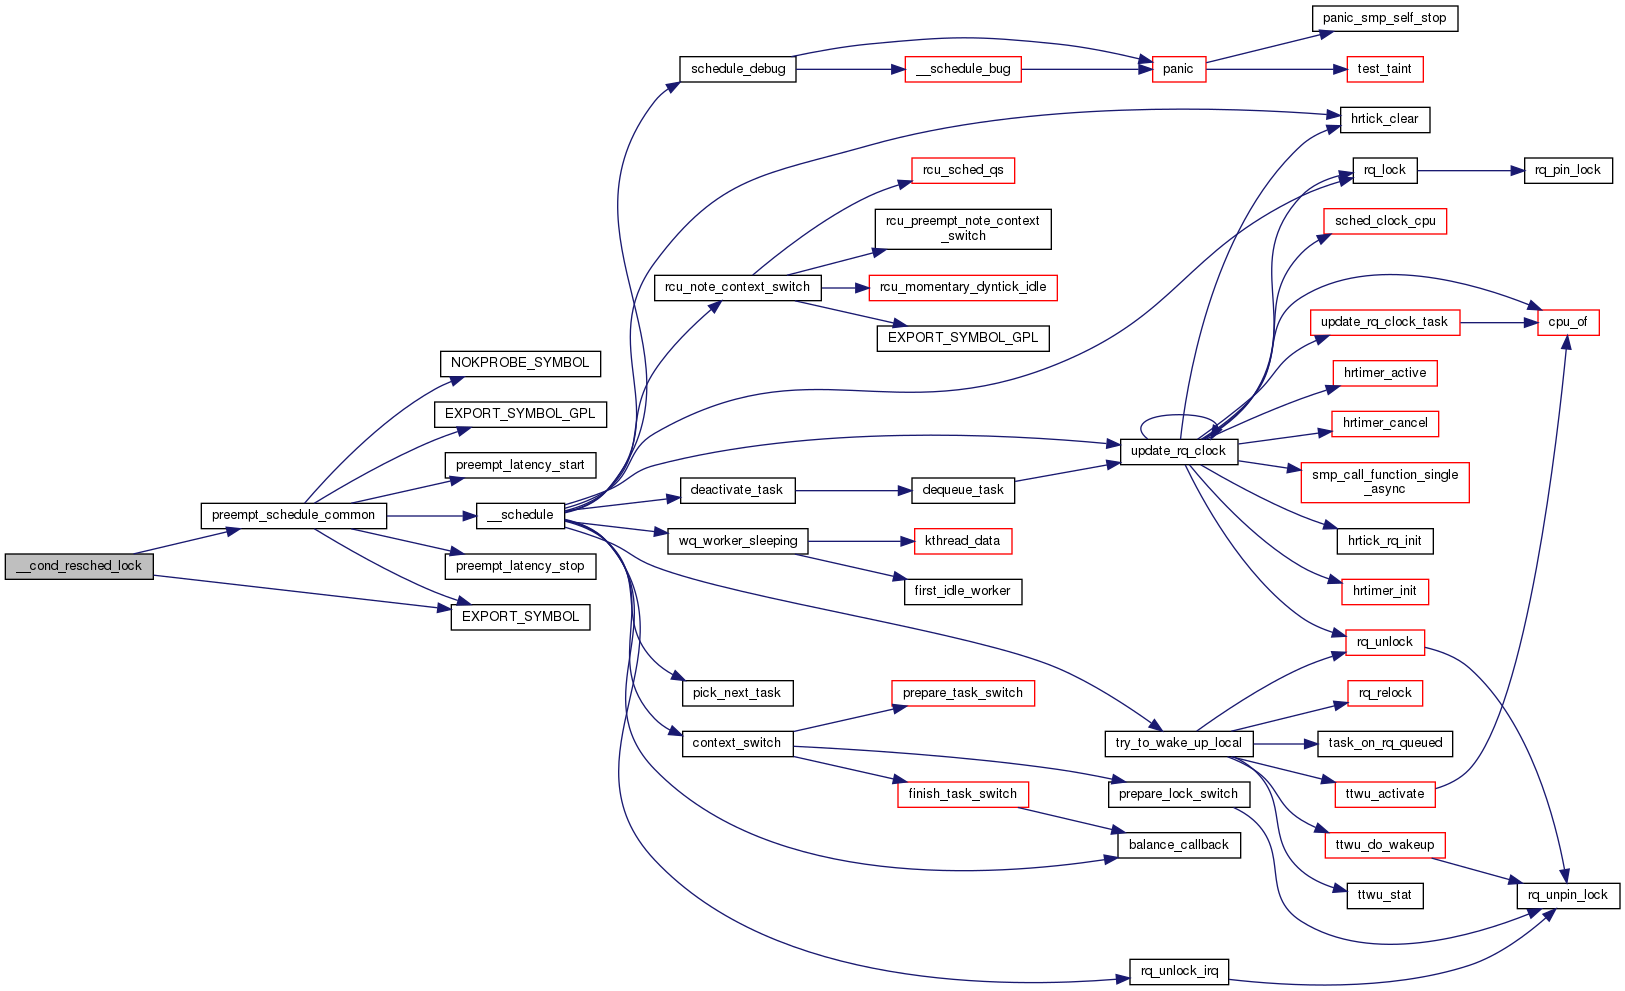 panic_smp_self_stop
schedule_debug
__schedule_bug
panic
test_taint
hrtick_clear
rcu_sched_qs
rq_lock
rq_pin_lock
rcu_preempt_note_context
_switch
sched_clock_cpu
rcu_note_context_switch
rcu_momentary_dyntick_idle
update_rq_clock_task
cpu_of
EXPORT_SYMBOL_GPL
NOKPROBE_SYMBOL
hrtimer_active
EXPORT_SYMBOL_GPL
hrtimer_cancel
update_rq_clock
preempt_latency_start
smp_call_function_single
_async
deactivate_task
dequeue_task
preempt_schedule_common
__schedule
wq_worker_sleeping
kthread_data
hrtick_rq_init
__cond_resched_lock
preempt_latency_stop
first_idle_worker
hrtimer_init
EXPORT_SYMBOL
rq_unlock
pick_next_task
prepare_task_switch
rq_relock
context_switch
try_to_wake_up_local
task_on_rq_queued
finish_task_switch
prepare_lock_switch
ttwu_activate
balance_callback
ttwu_do_wakeup
ttwu_stat
rq_unpin_lock
rq_unlock_irq